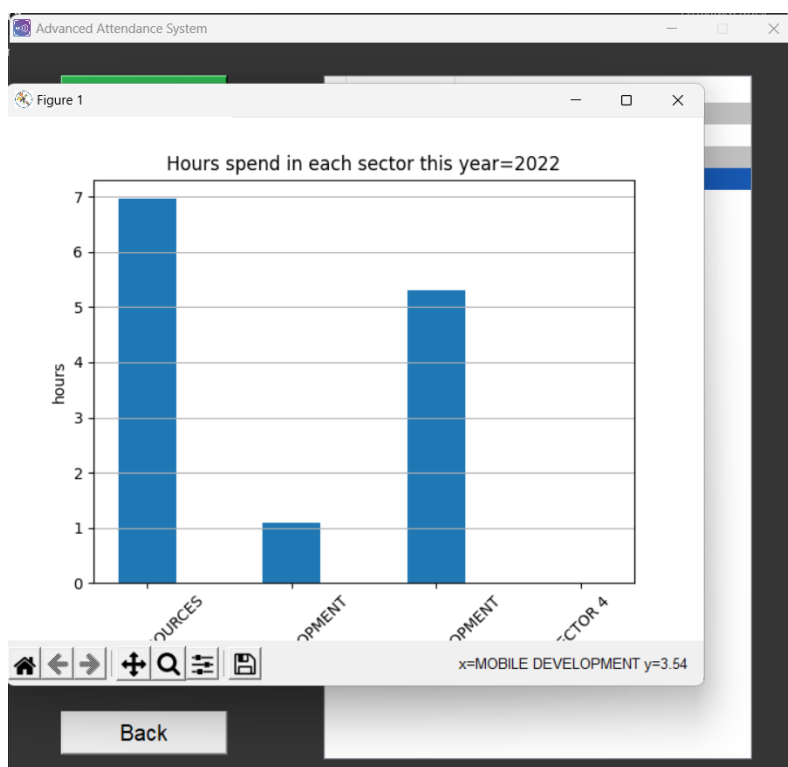 Advanced Attendance System
Figure 1
Hours spend in each sector this year=2022
7
6
5
4
3
2
1
0
hours
OURCES
OPMENT
OPMENT
CTOR 4
x=MOBILE DEVELOPMENT y=3.54
Back